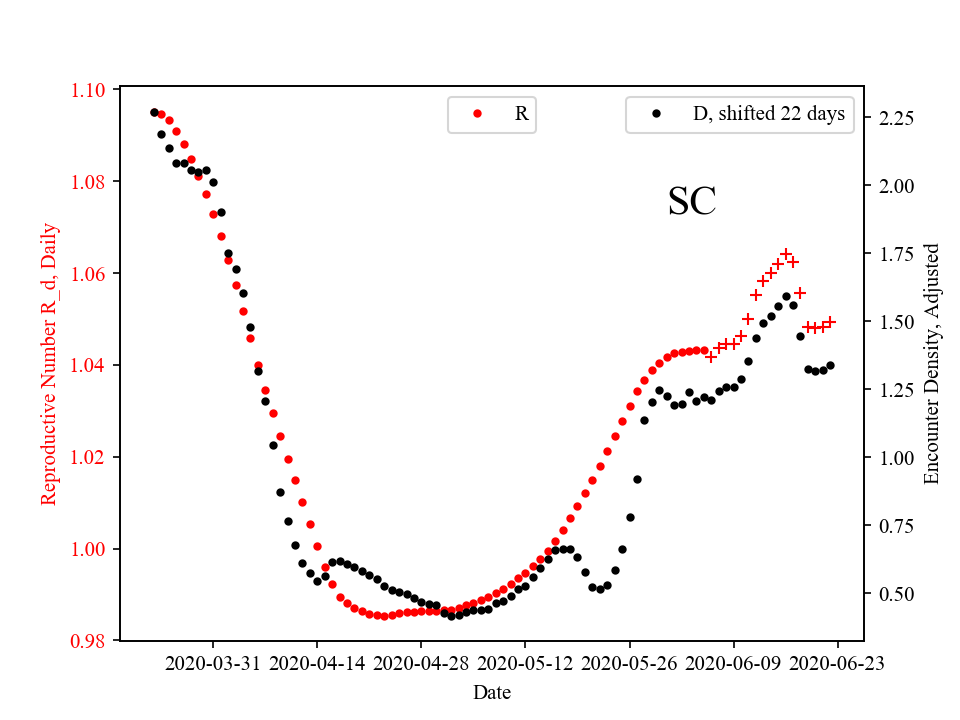 R
D, shifted 22 days
SC
Reproductive Number R_d, Daily
1.10
1.08
1.06
1.04
1.02
1.00
0.98
2.25
2.00
1.75
1.50
1.25
1.00
0.75
0.50
Encounter Density, Adjusted
2020-03-31 2020-04-14 2020-04-28 2020-05-12 2020-05-26 2020-06-09 2020-06-23
Date